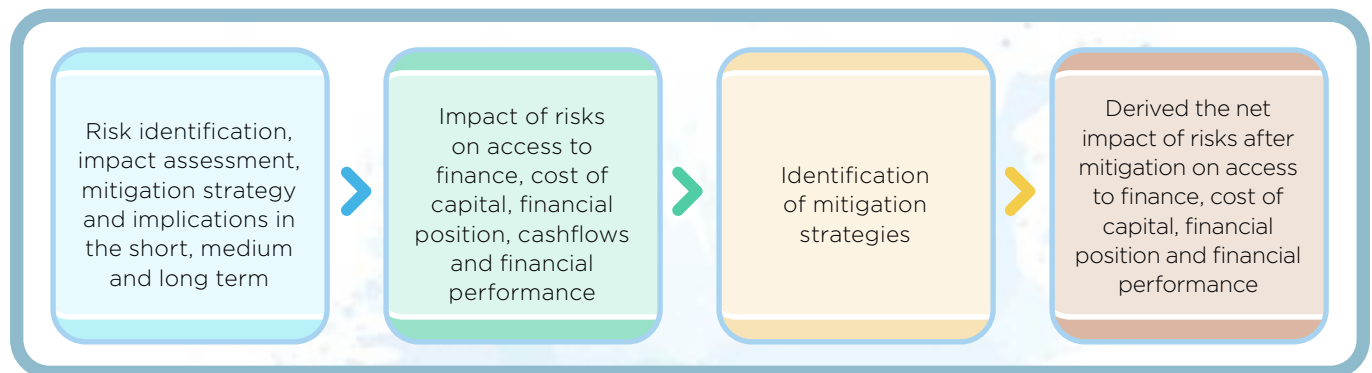 Risk identification,
impact assessment,
mitigation strategy
and implications in
the short, medium
and long term
Impact of risks
on access to
finance, cost of
capital, financial
position, cashflows
and financial
performance
Identification
of mitigation
strategies
Derived the net
impact of risks after
mitigation on access
to finance, cost of
capital, financial
position and financial
performance